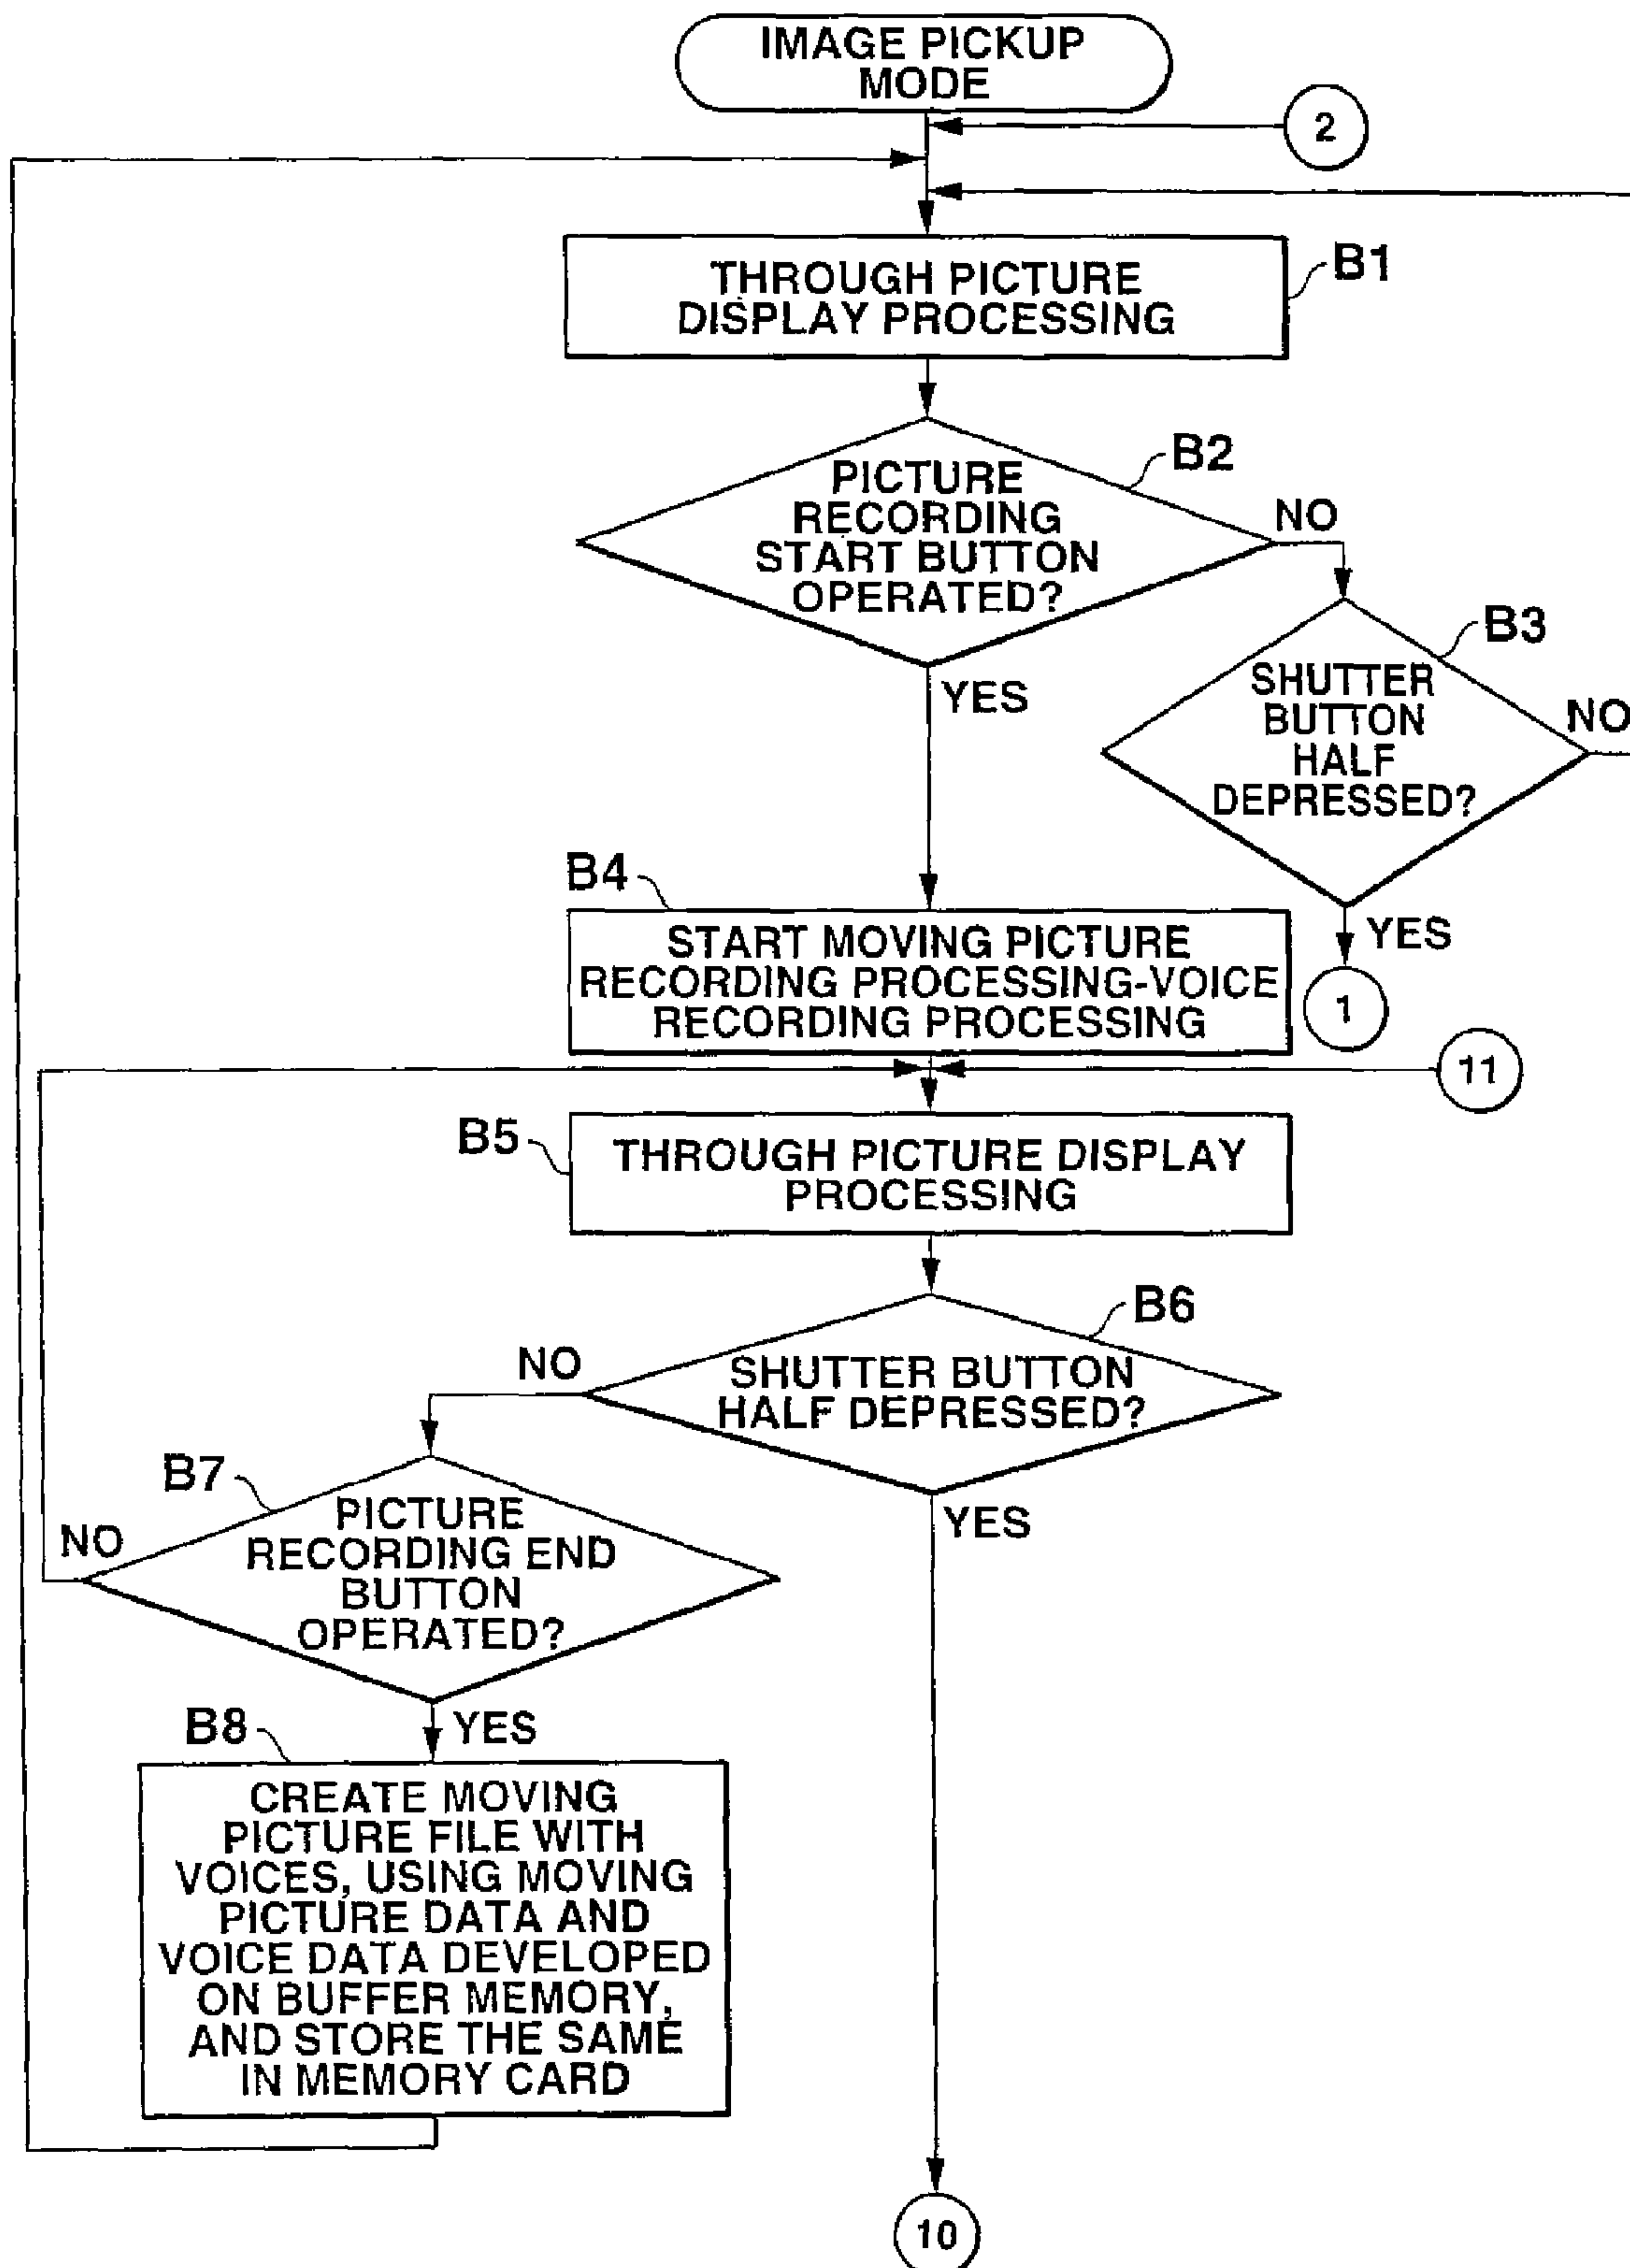 IMAGE PICKUP
MODE
2
THROUGH PICTURE
DISPLAY PROCESSING
B1
PICTURE
RECORDING
START BUTTON
OPERATED?
B2
NO
YES
SHUTTER
BUTTON
HALF
DEPRESSED?
B3
NO
YES
1
B4
START MOVING PICTURE
RECORDING PROCESSING-VOICE
RECORDING PROCESSING
11
B5
THROUGH PICTURE DISPLAY
PROCESSING
B6
SHUTTER BUTTON
HALF DEPRESSED?
NO
YES
B7
PICTURE
RECORDING END
BUTTON
OPERATED?
NO
YES
B8
CREATE MOVING
PICTURE FILE WITH
VOICES, USING MOVING
PICTURE DATA AND
VOICE DATA DEVELOPED
ON BUFFER MEMORY,
AND STORE THE SAME
IN MEMORY CARD
10